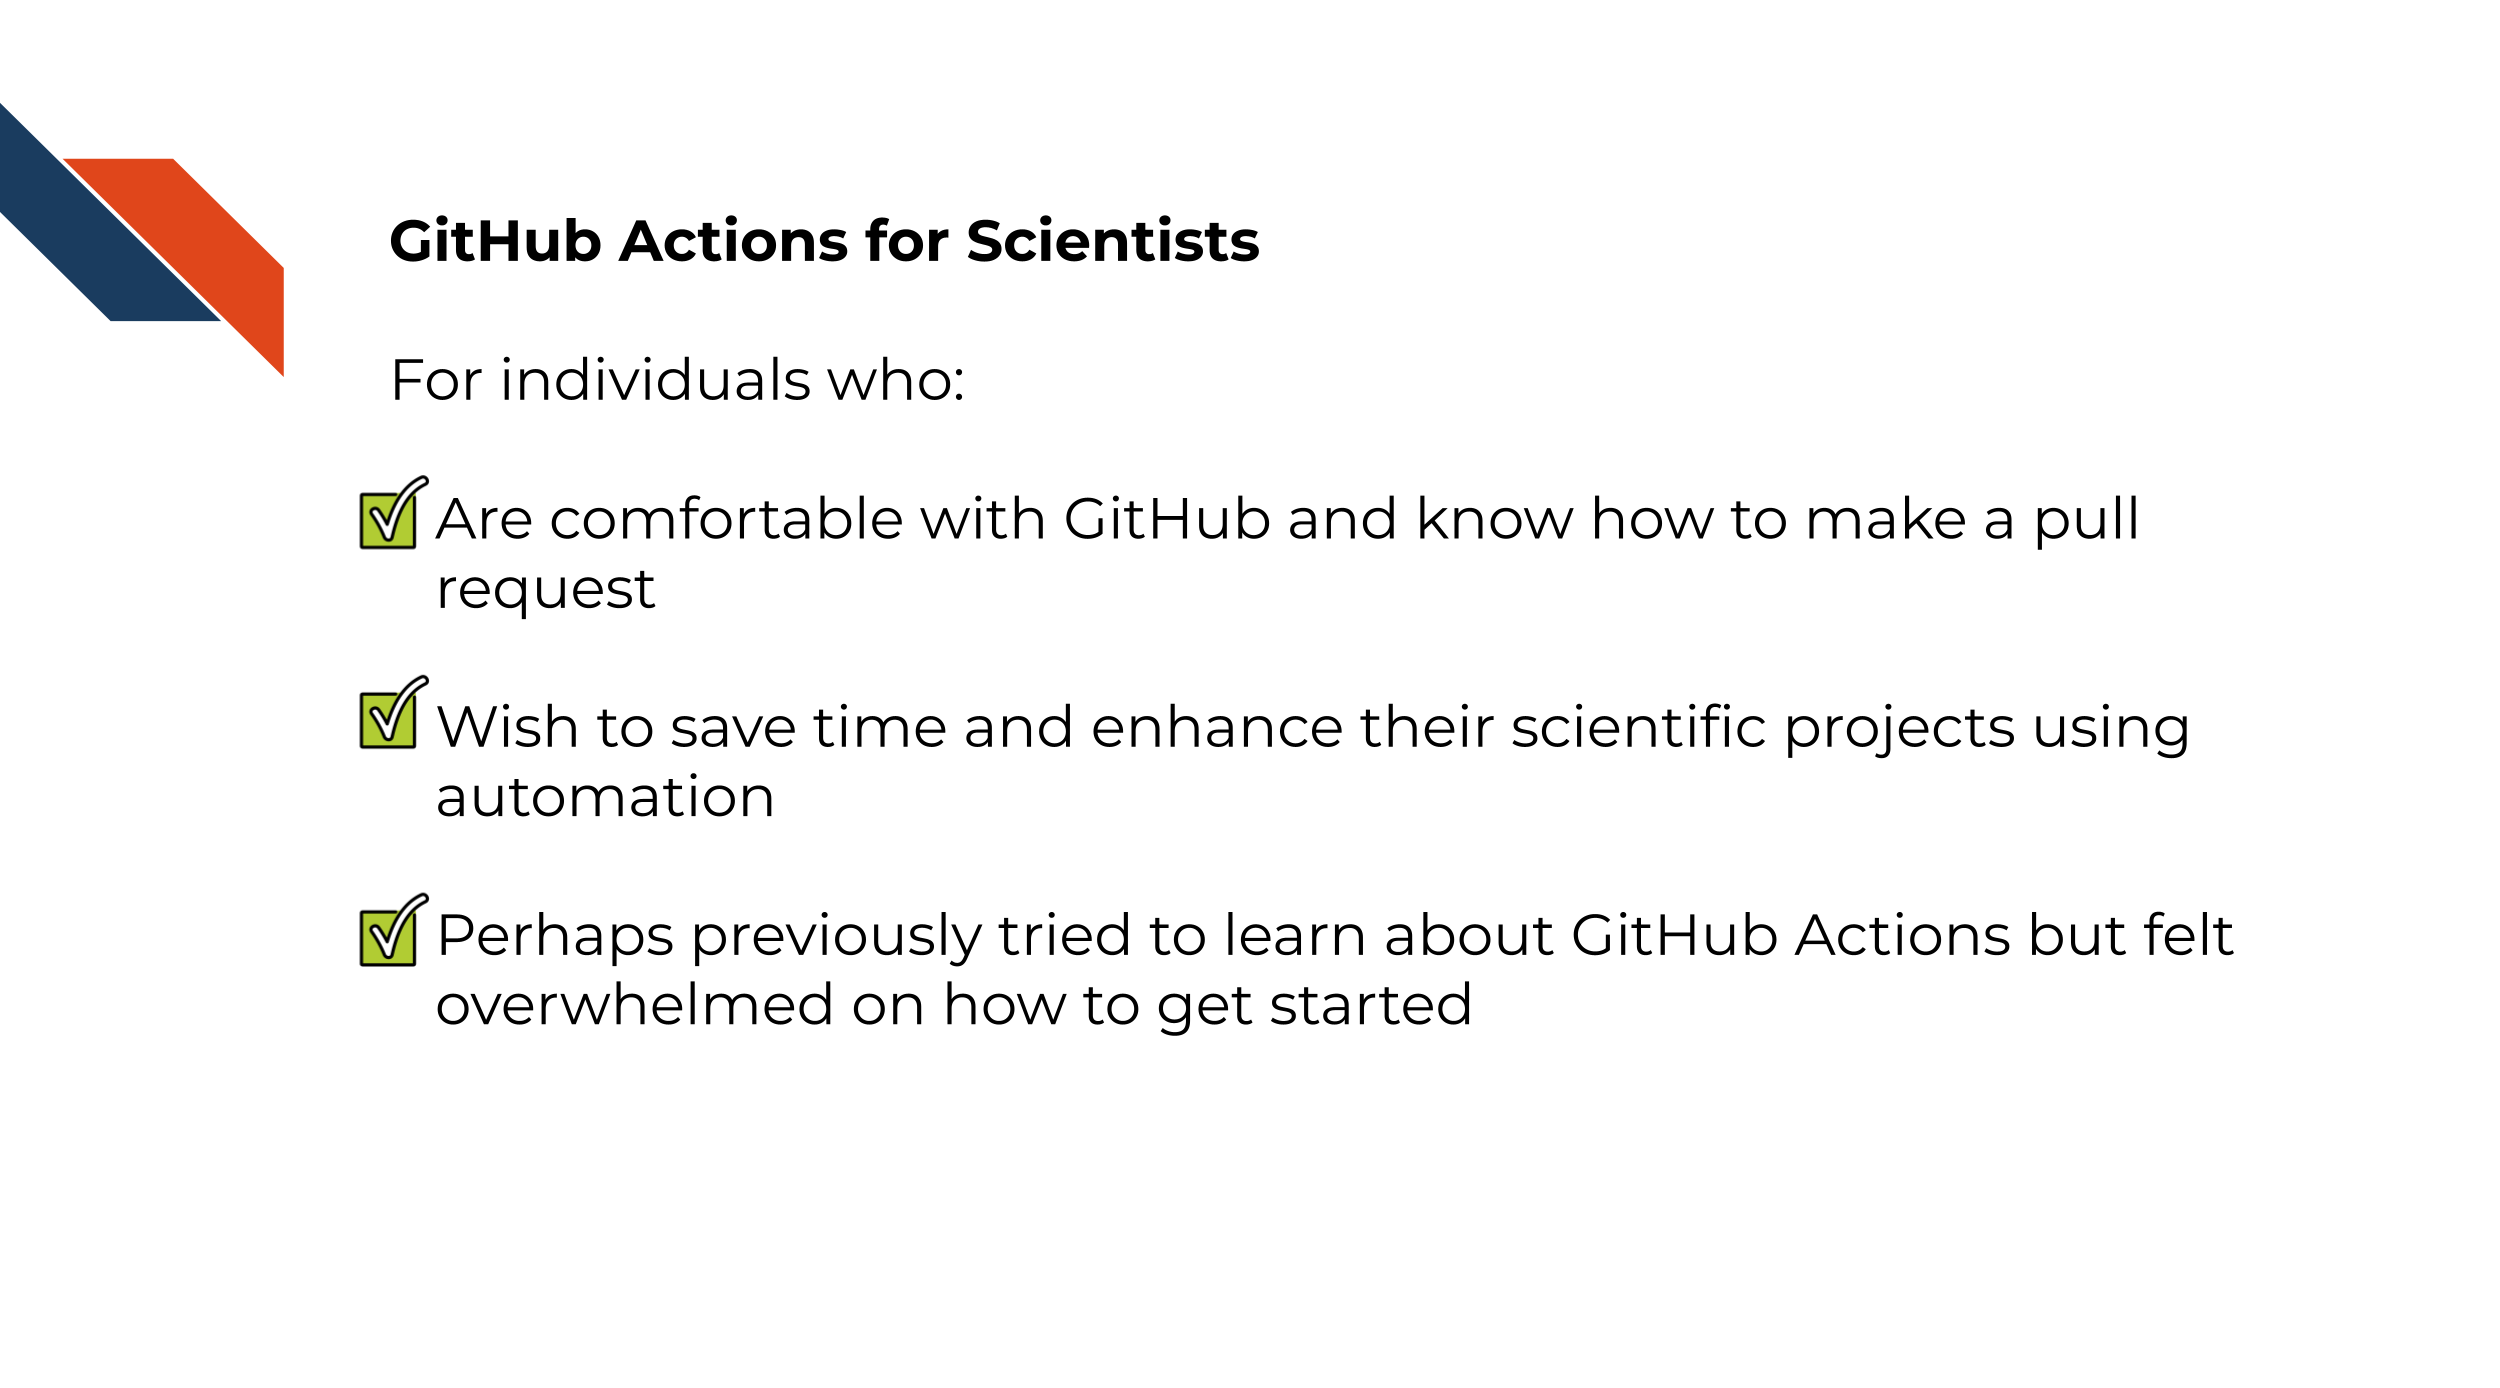 GitHub Actions for Scientists
For individuals who:
Are comfortable with GitHub and know how to make a pull
request
Wish to save time and enhance their scientific projects using
automation
Perhaps previously tried to learn about GitHub Actions but felt
overwhelmed on how to get started